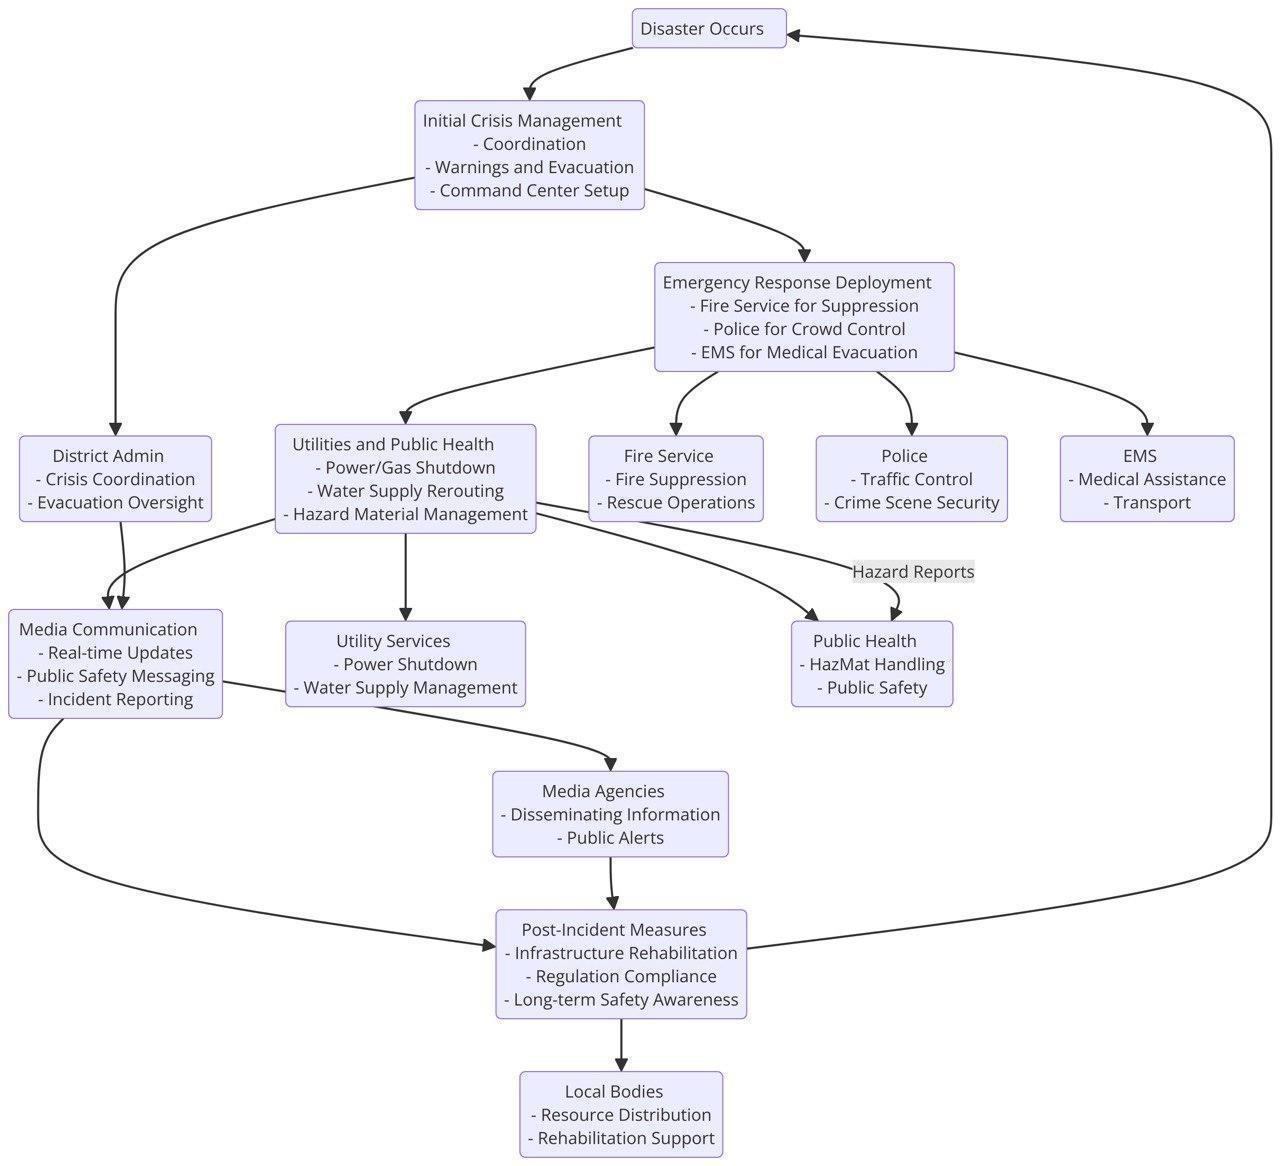 Disaster Occurs
Initial Crisis Management
- Coordination
- Warnings and Evacuation
- Command Center Setup
Emergency Response Deployment
- Fire Service for Suppression
- Police for Crowd Control
- EMS for Medical Evacuation
District Admin
- Crisis Coordination
- Evacuation Oversight
Utilities and Public Health
- Power/Gas Shutdown
- Water Supply Rerouting
- Hazard Material Management
Fire Service
- Fire Suppression
- Rescue Operations
Police
- Traffic Control
- Crime Scene Security
EMS
- Medical Assistance
- Transport
Hazard Reports
Media Communication
- Real-time Updates
- Public Safety Messaging
- Incident Reporting
Utility Services
- Power Shutdown
- Water Supply Management
Public Health
- HazMat Handling
- Public Safety
Media Agencies
- Disseminating Information
- Public Alerts
Post-Incident Measures
- Infrastructure Rehabilitation
- Regulation Compliance
- Long-term Safety Awareness
Local Bodies
- Resource Distribution
- Rehabilitation Support